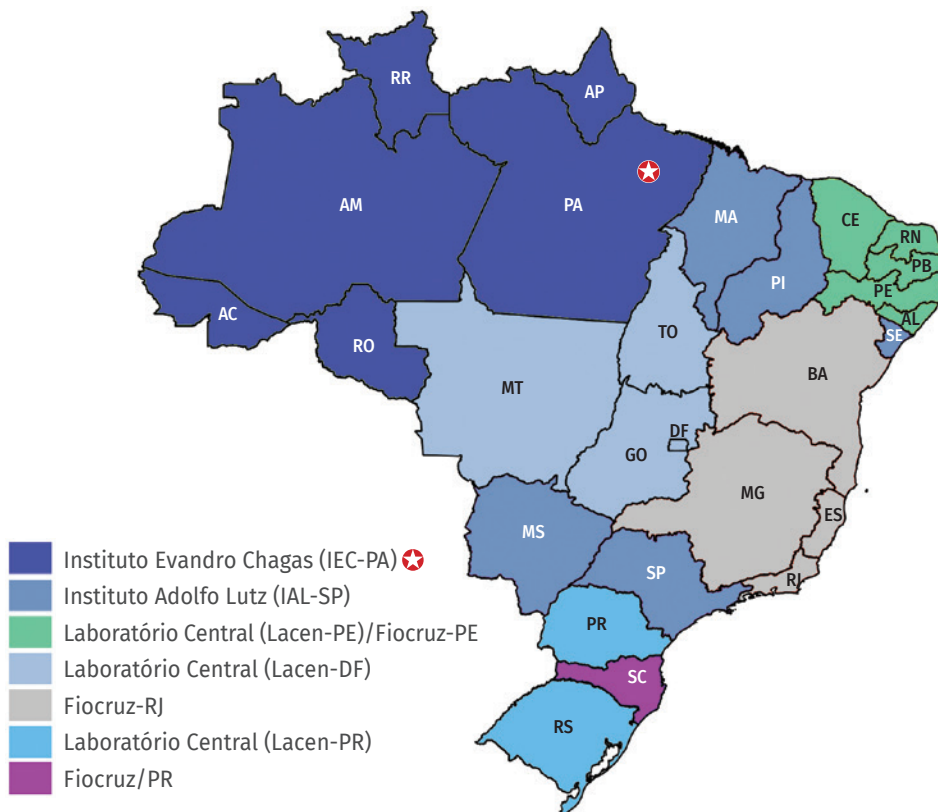 RR
AP
AM
PA
MA
CE
RN
PB
PI
PE
AC
AL
RO
TO
SE
BA
MT
DF
GO
MG
MS
ES
SP
RJ
PR
SC
RS
Instituto Evandro Chagas (IEC-PA)
Instituto Adolfo Lutz (IAL-SP)
Laboratório Central (Lacen-PE)/Fiocruz-PE
Laboratório Central (Lacen-DF)
Fiocruz-RJ
Laboratório Central (Lacen-PR)
Fiocruz/PR